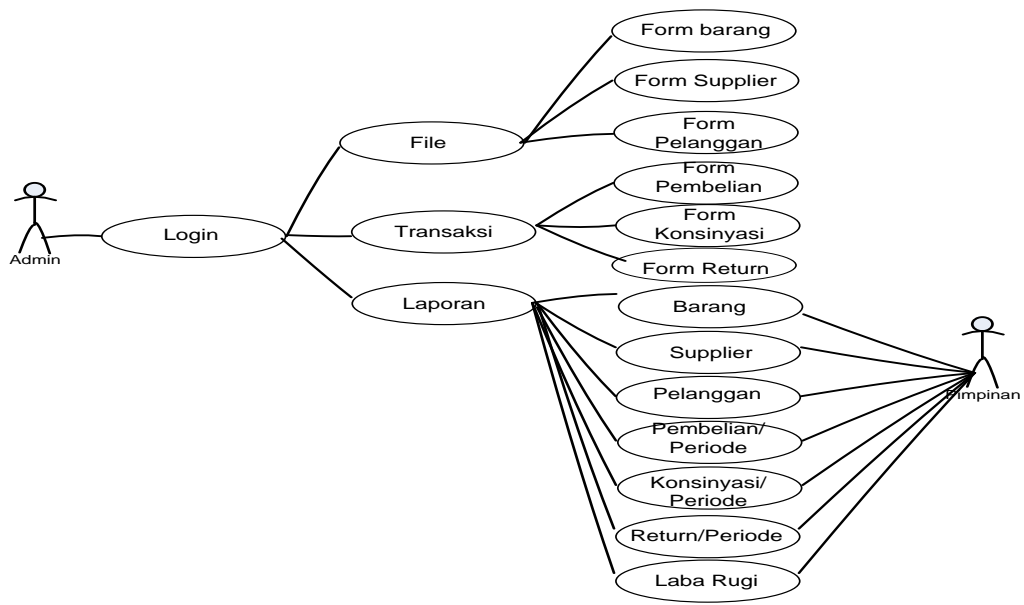 Form barang
Form Supplier
Form
Pelanggan
File
Form
Pembelian
Login
Transaksi
Form
Konsinyasi
Admin
Form Return
Laporan
Barang
Supplier
Pelanggan
Pimpinan
Pembelian/
Periode
Konsinyasi/
Periode
Return/Periode
Laba Rugi